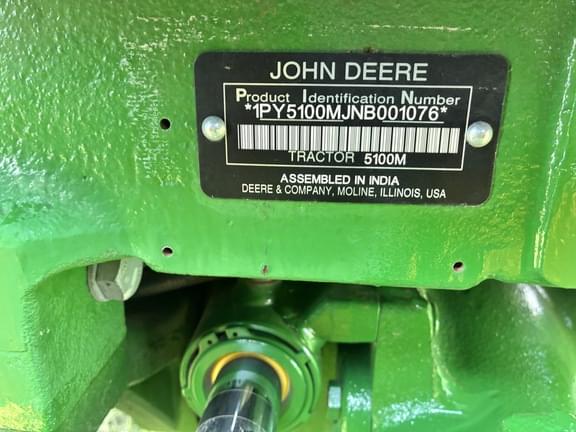 JOHN DEERE
Product Identification Number
*1PY5100MJNB001076*
TRACTOR 5100M
ASSEMBLED IN INDIA
DEERE & COMPANY, MOLINE, ILLINOIS, USA